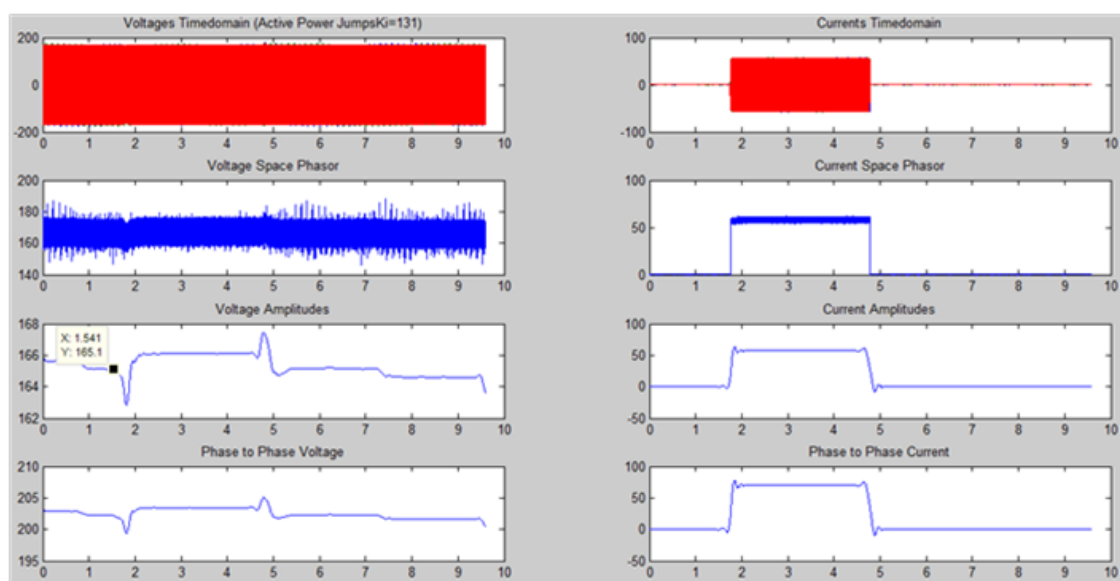 Voltages Timedomain (Active Power JumpsKi=131)
200
0
-200
0 1 2 3 4 5 6 7 8 9 10
Currents Timedomain
100
0
-100
0 1 2 3 4 5 6 7 8 9 10
Voltage Space Phasor
200
180
160
140
0 1 2 3 4 5 6 7 8 9 10
Current Space Phasor
100
50
0
0 1 2 3 4 5 6 7 8 9 10
Voltage Amplitudes
168
166
164
162
X: 1.541
Y: 165.1
0 1 2 3 4 5 6 7 8 9 10
Current Amplitudes
100
50
0
-50
0 1 2 3 4 5 6 7 8 9 10
Phase to Phase Voltage
210
205
200
195
0 1 2 3 4 5 6 7 8 9 10
Phase to Phase Current
100
50
0
-50
0 1 2 3 4 5 6 7 8 9 10